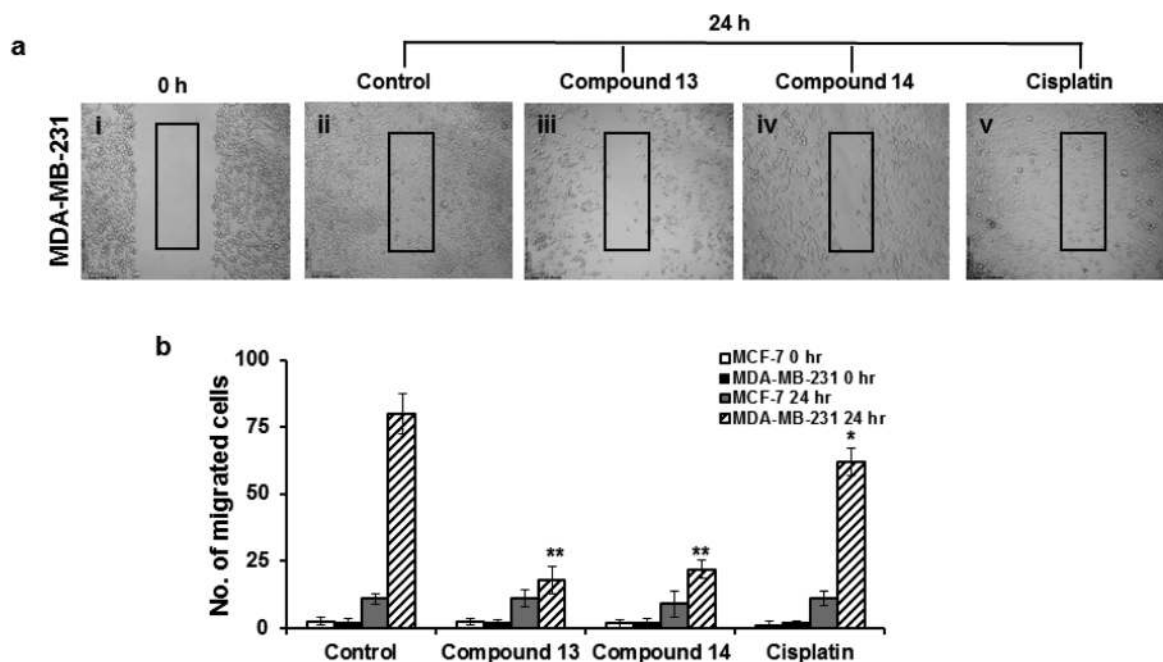 24 h
a
0 h
Control
Compound 13
Compound 14
Cisplatin
MDA-MB-231
i
ii
iii
iv
v
b
No. of migrated cells
100
75
50
25
0
MCF-7 0 hr
MDA-MB-231 0 hr
MCF-7 24 hr
MDA-MB-231 24 hr
**
**
*
Control
Compound 13
Compound 14
Cisplatin